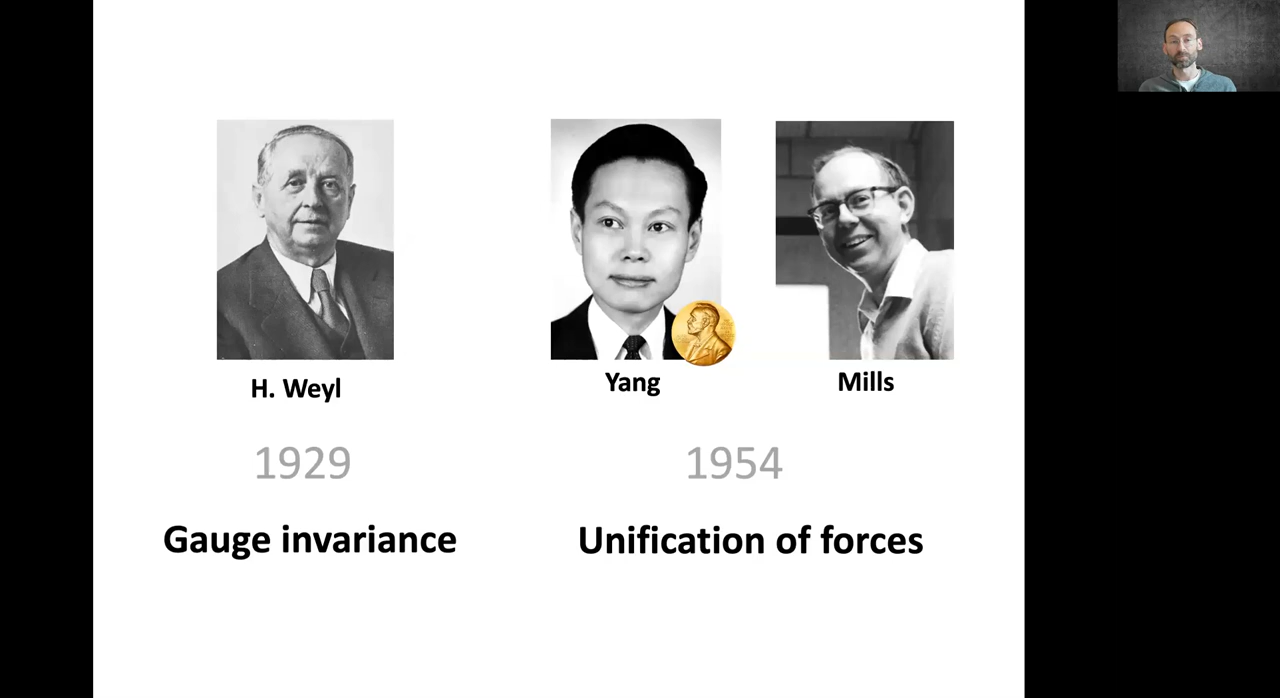 H. Weyl
Yang
Mills
1929
1954
Gauge invariance
Unification of forces